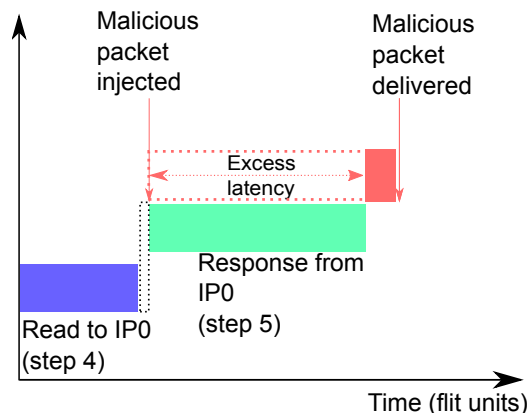 Malicious
packet
injected
Malicious
packet
delivered
Excess
latency
Response from
IP0
(step 5)
Read to IP0
(step 4)
Time (flit units)